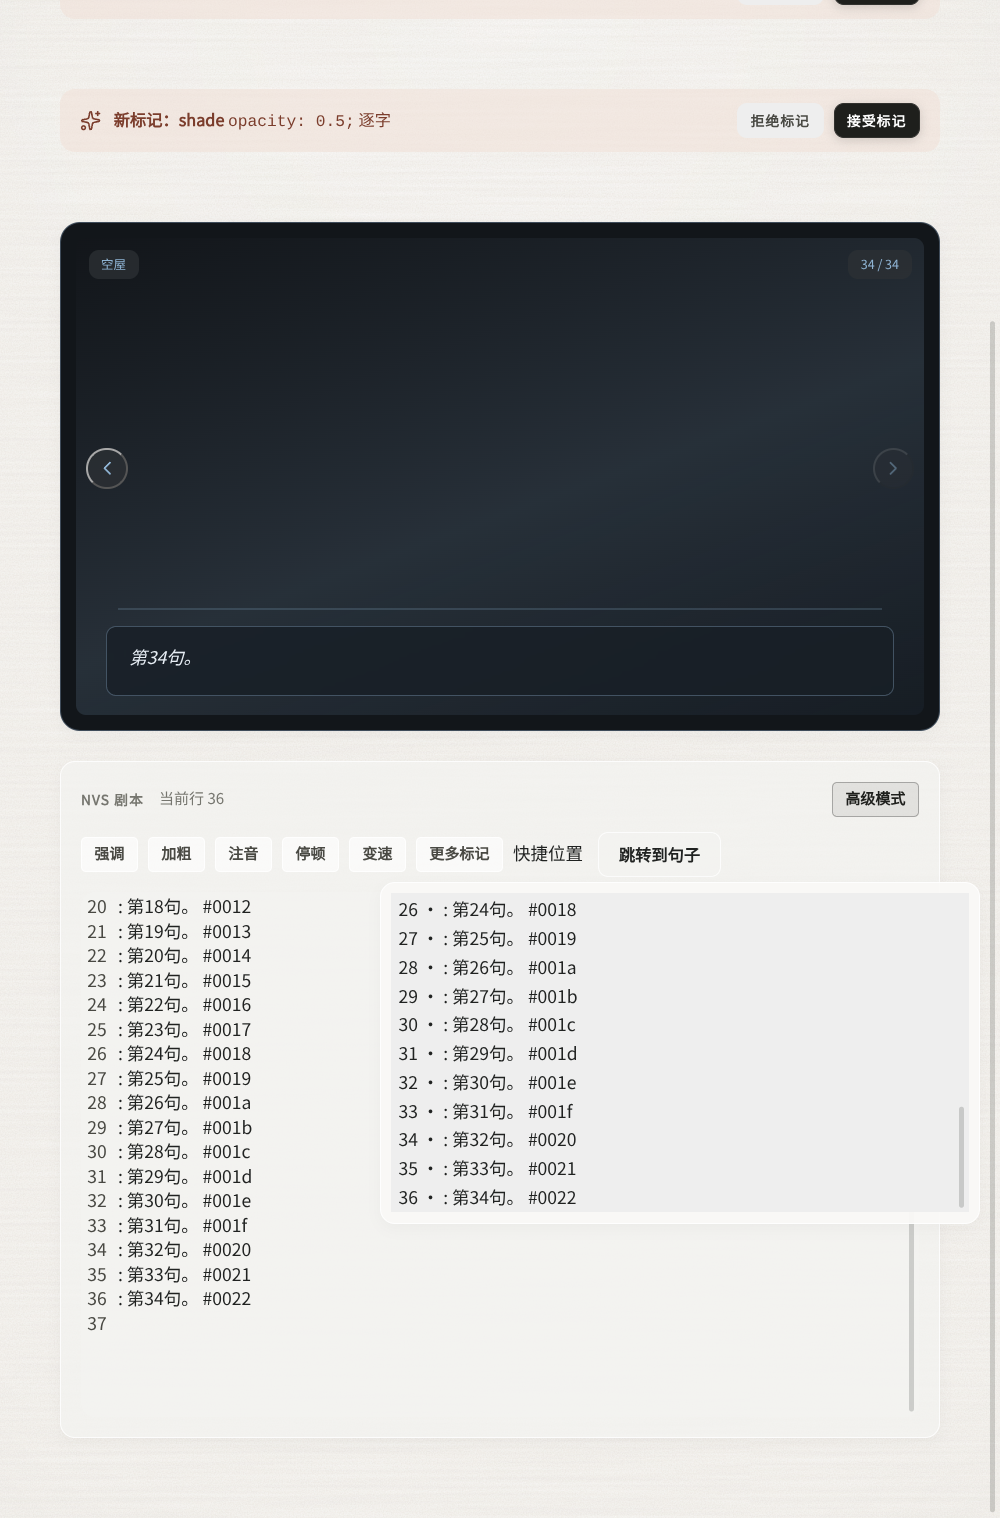 新标记：shade opacity: 0.5; 逐字
拒绝标记
接受标记
空屋
34 / 34
第34句。
NVS 剧本
当前行 36
高级模式
强调
加粗
注音
停顿
变速
更多标记
快捷位置
跳转到句子
20 : 第18句。 #0012
21 : 第19句。 #0013
22 : 第20句。 #0014
23 : 第21句。 #0015
24 : 第22句。 #0016
25 : 第23句。 #0017
26 : 第24句。 #0018
27 : 第25句。 #0019
28 : 第26句。 #001a
29 : 第27句。 #001b
30 : 第28句。 #001c
31 : 第29句。 #001d
32 : 第30句。 #001e
33 : 第31句。 #001f
34 : 第32句。 #0020
35 : 第33句。 #0021
36 : 第34句。 #0022
37
26 · : 第24句。 #0018
27 · : 第25句。 #0019
28 · : 第26句。 #001a
29 · : 第27句。 #001b
30 · : 第28句。 #001c
31 · : 第29句。 #001d
32 · : 第30句。 #001e
33 · : 第31句。 #001f
34 · : 第32句。 #0020
35 · : 第33句。 #0021
36 · : 第34句。 #0022